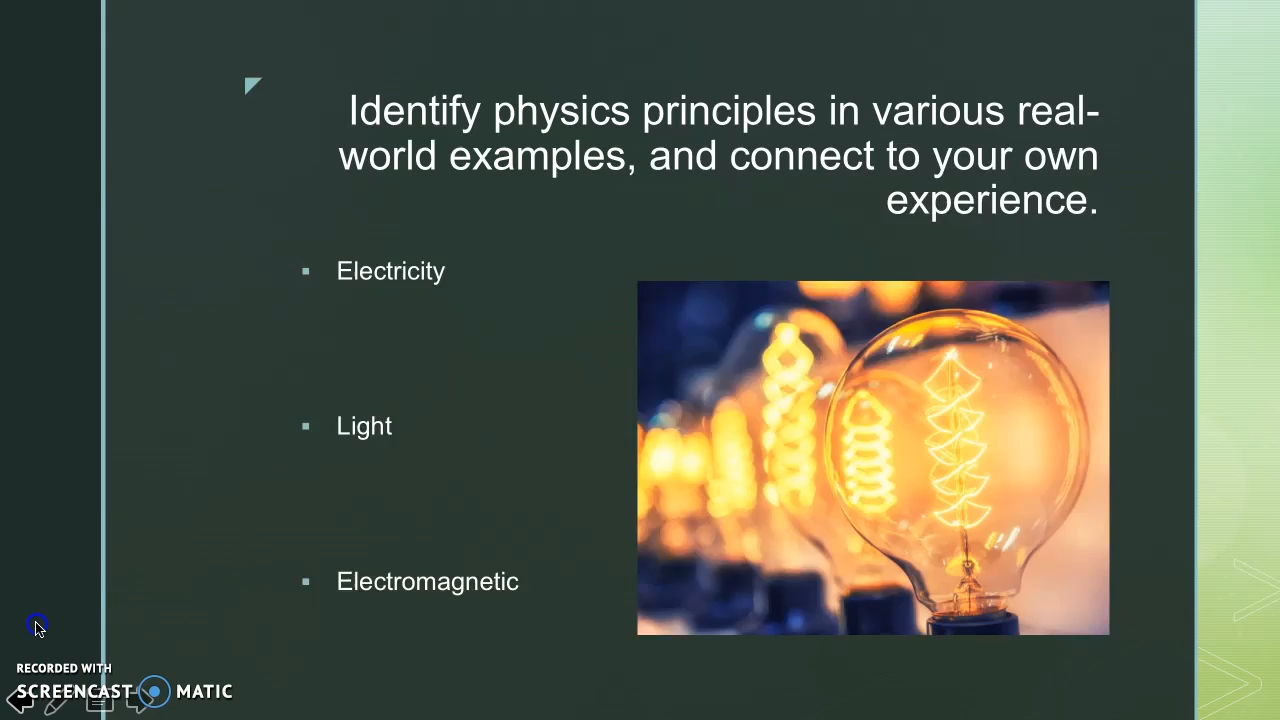 Identify physics principles in various real-
world examples, and connect to your own
experience.
▪ Electricity
▪ Light
▪ Electromagnetic
RECORDED WITH
SCREENCAST MATIC